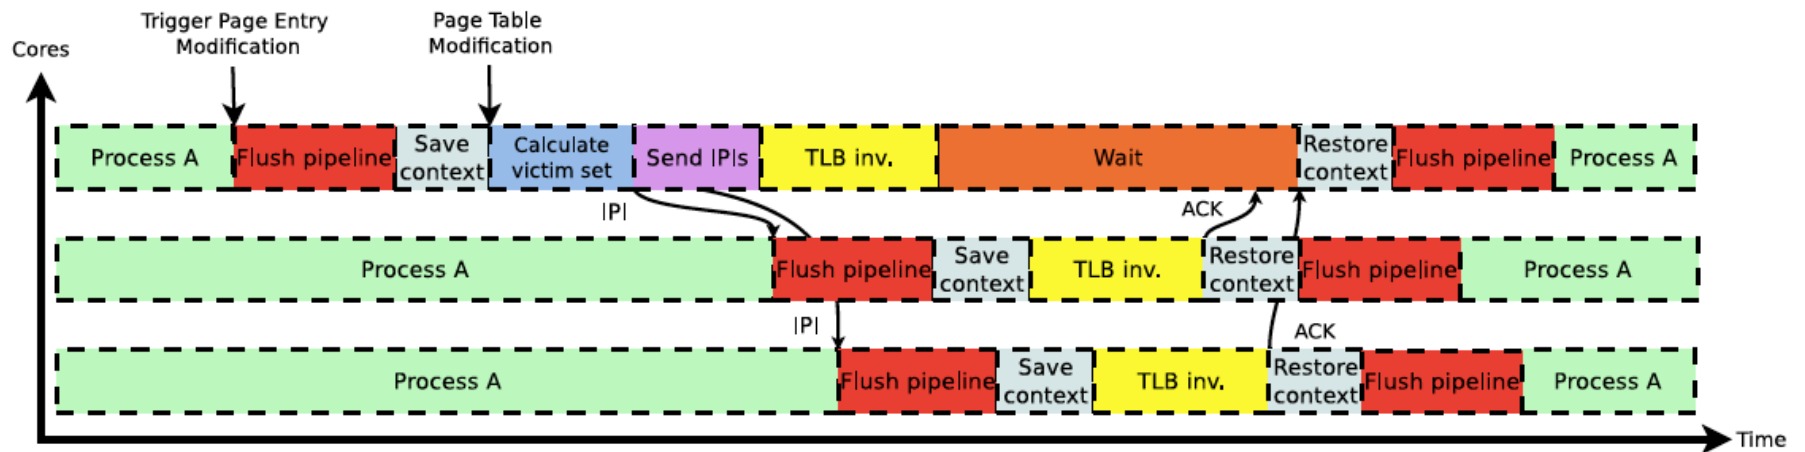 Trigger Page Entry
Modification
Page Table
Modification
Cores
Process A
Flush pipeline
Save
context
Calculate
victim set
Send IPIs
TLB inv.
Wait
Restore
context
Flush pipeline
Process A
IPI
ACK
Process A
Flush pipeline
Save
context
TLB inv.
Restore
context
Flush pipeline
Process A
IPI
ACK
Process A
Flush pipeline
Save
context
TLB inv.
Restore
context
Flush pipeline
Process A
Time